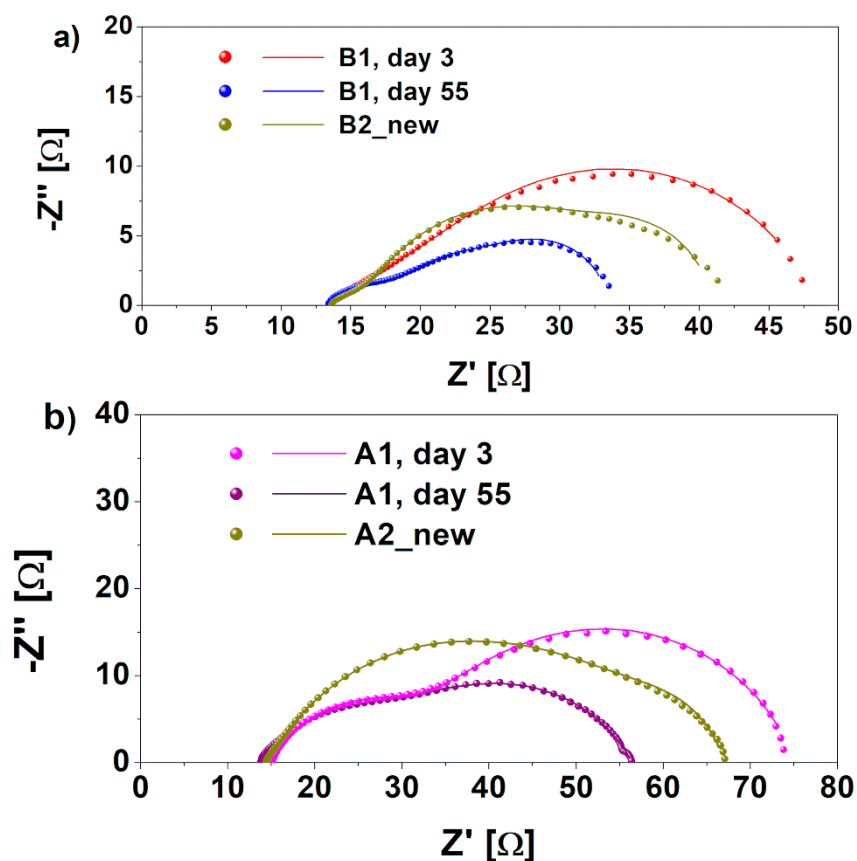 a)
20
15
10
5
0
-Z'' [Ω]
B1, day 3
B1, day 55
B2_new
0 5 10 15 20 25 30 35 40 45 50
Z' [Ω]
b)
40
30
20
10
0
-Z'' [Ω]
A1, day 3
A1, day 55
A2_new
0 10 20 30 40 50 60 70 80
Z' [Ω]